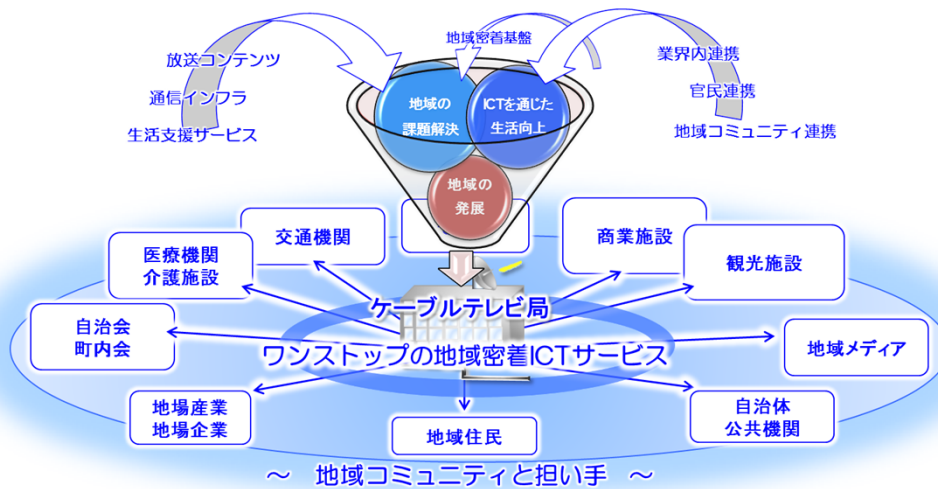 地域密着基盤
放送コンテンツ
通信インフラ
生活支援サービス
業界内連携
官民連携
地域コミュニティ連携
地域の
課題解決
ICTを通じた
生活向上
地域の
発展
交通機関
商業施設
医療機関
介護施設
観光施設
ケーブルテレビ局
自治会
町内会
ワンストップの地域密着ICTサービス
地域メディア
地場産業
地場企業
地域住民
自治体
公共機関
～ 地域コミュニティと担い手 ～